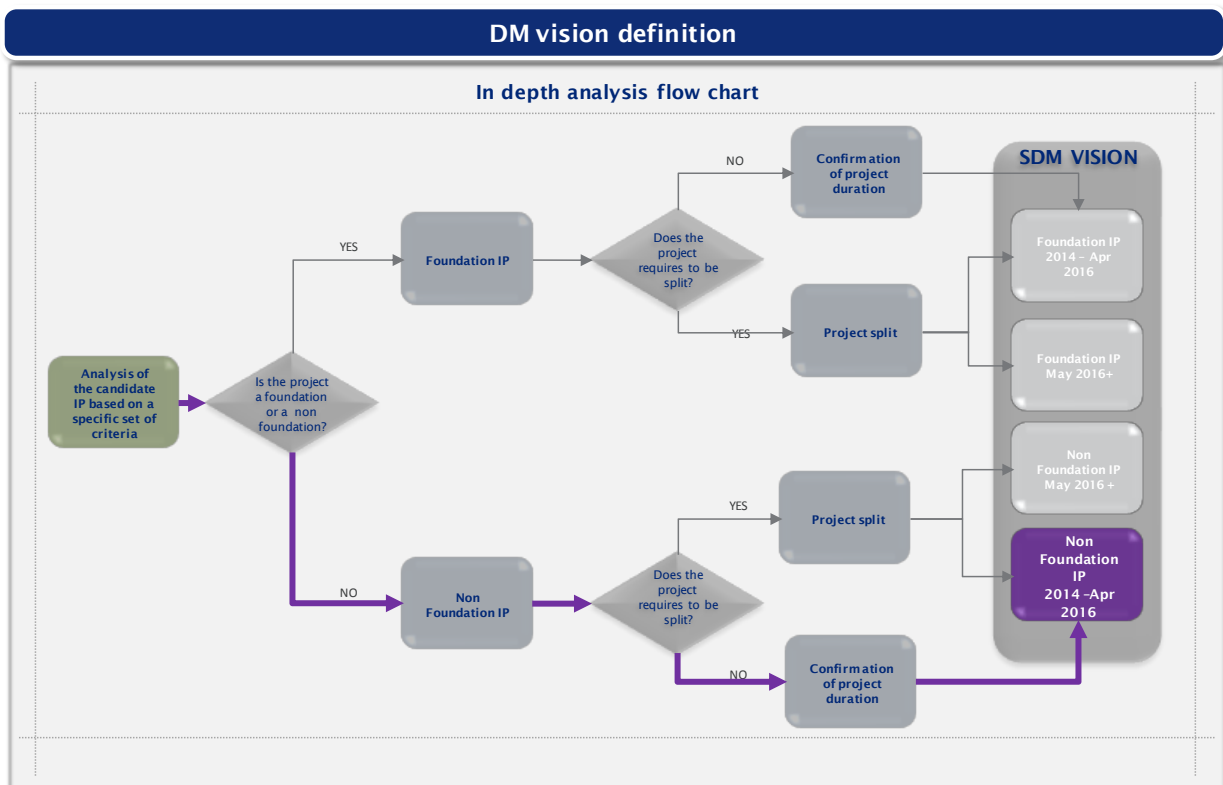 DM vision definition
In depth analysis flow chart
Analysis of
the candidate
IP based on a
specific set of
criteria
Is the project
a foundation
or a non
foundation?
YES
Foundation IP
Does the
project
requires to be
split?
NO
Confirmation
of project
duration
YES
Project split
NO
Non
Foundation IP
Does the
project
requires to be
split?
YES
Project split
NO
Confirmation
of project
duration
SDM VISION
Foundation IP
2014 – Apr
2016
Foundation IP
May 2016+
Non
Foundation IP
May 2016 +
Non
Foundation
IP
2014 –Apr
2016